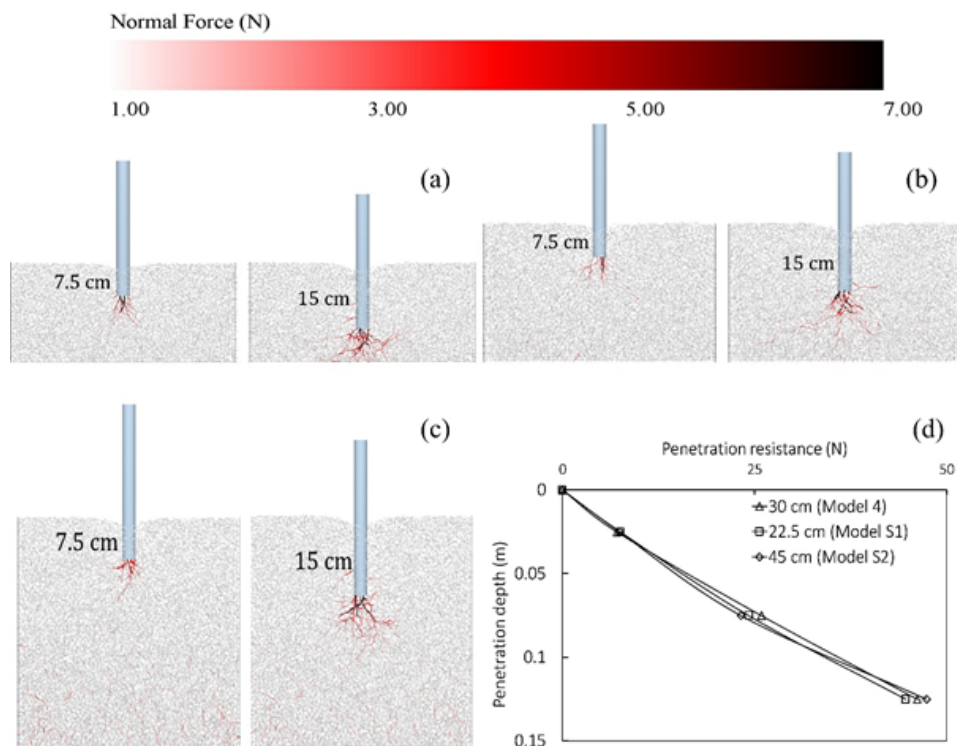 Normal Force (N)
1.00 3.00 5.00 7.00
(a)
7.5 cm
15 cm
(b)
7.5 cm
15 cm
(c)
7.5 cm
15 cm
(d)
Penetration resistance (N)
0 25 50
0
0.05
0.1
0.15
Penetration depth (m)
30 cm (Model 4)
22.5 cm (Model S1)
45 cm (Model S2)